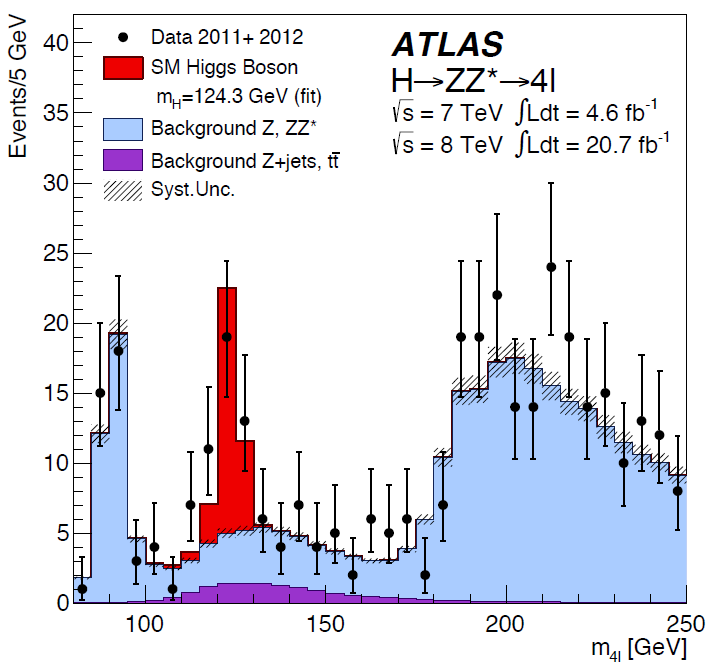 Events/5 GeV
40
35
30
25
20
15
10
5
0
Data 2011+ 2012
SM Higgs Boson
m_H=124.3 GeV (fit)
Background Z, ZZ*
Background Z+jets, tt̄
Syst.Unc.
ATLAS
H→ZZ*→4l
√s = 7 TeV ∫Ldt = 4.6 fb⁻¹
√s = 8 TeV ∫Ldt = 20.7 fb⁻¹
100 150 200 250
m_4l [GeV]